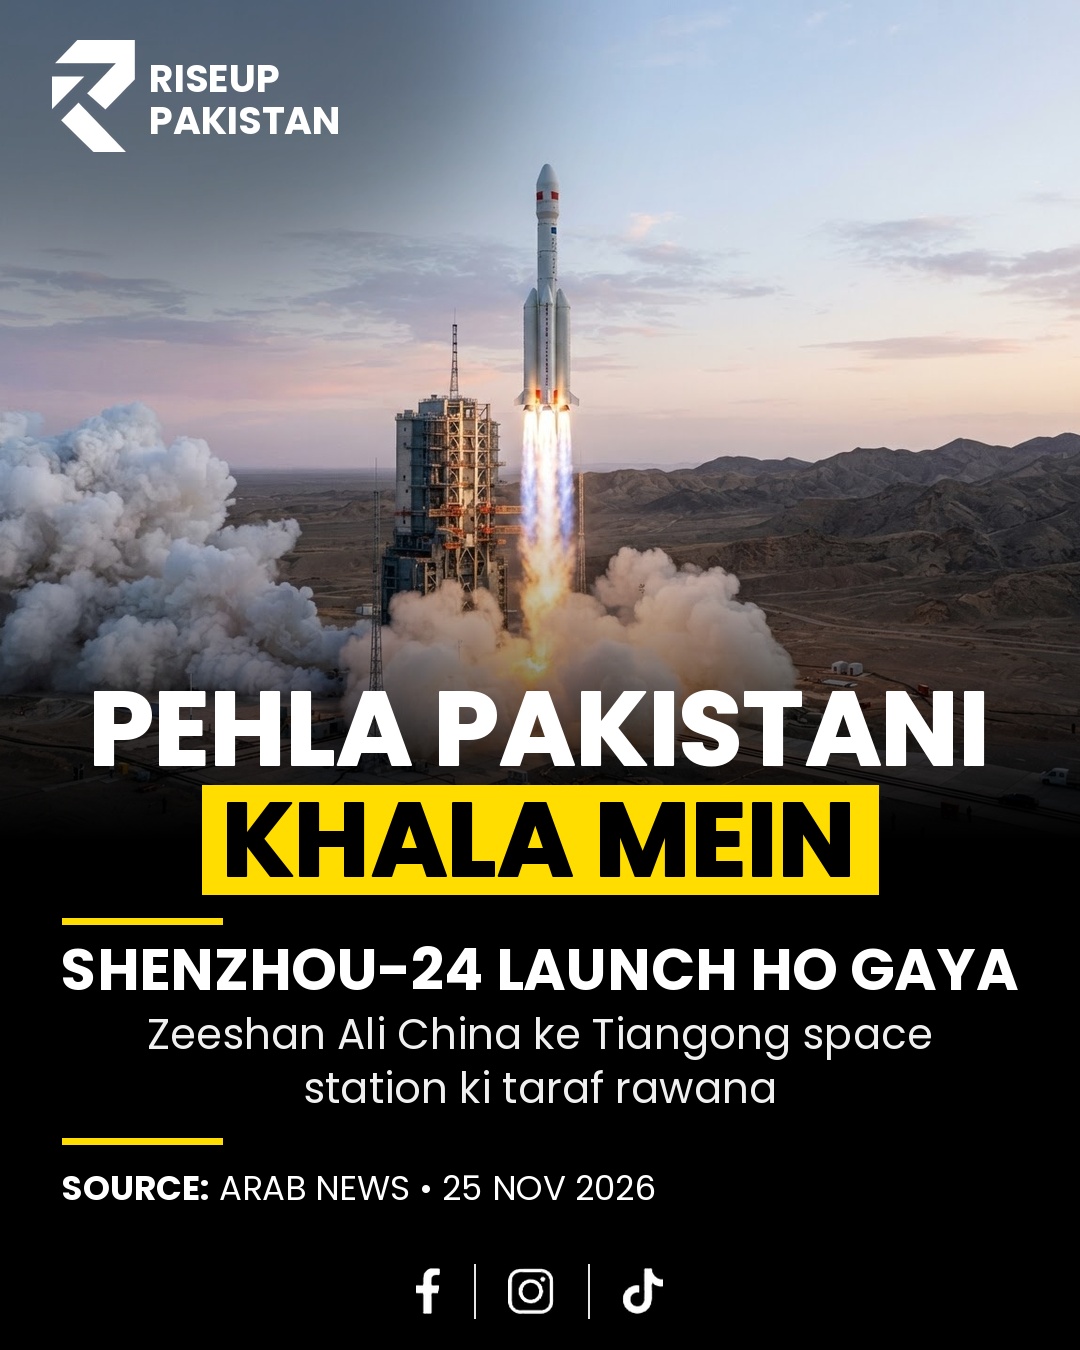 RISEUP
PAKISTAN
PEHLA PAKISTANI
KHALA MEIN
SHENZHOU-24 LAUNCH HO GAYA
Zeeshan Ali China ke Tiangong space
station ki taraf rawana
SOURCE: ARAB NEWS • 25 NOV 2026